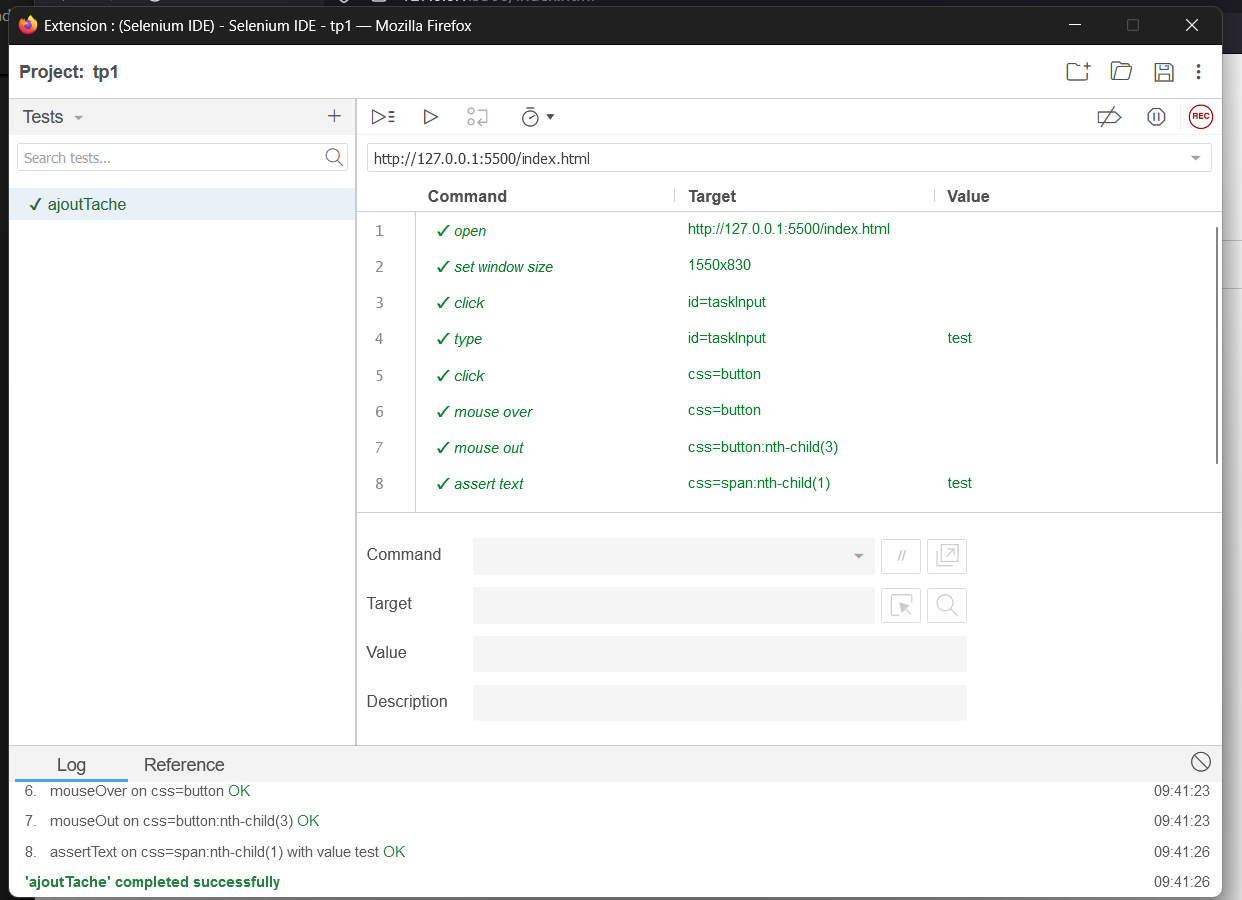 Extension : (Selenium IDE) - Selenium IDE - tp1 — Mozilla Firefox
Project: tp1
Tests
REC
Search tests...
http://127.0.0.1:5500/index.html
Command Target Value
✓ ajoutTache
1 ✓ open http://127.0.0.1:5500/index.html
2 ✓ set window size 1550x830
3 ✓ click id=taskInput
4 ✓ type id=taskInput test
5 ✓ click css=button
6 ✓ mouse over css=button
7 ✓ mouse out css=button:nth-child(3)
8 ✓ assert text css=span:nth-child(1) test
Command //
Target
Value
Description
Log Reference
6. mouseOver on css=button OK 09:41:23
7. mouseOut on css=button:nth-child(3) OK 09:41:23
8. assertText on css=span:nth-child(1) with value test OK 09:41:26
'ajoutTache' completed successfully 09:41:26